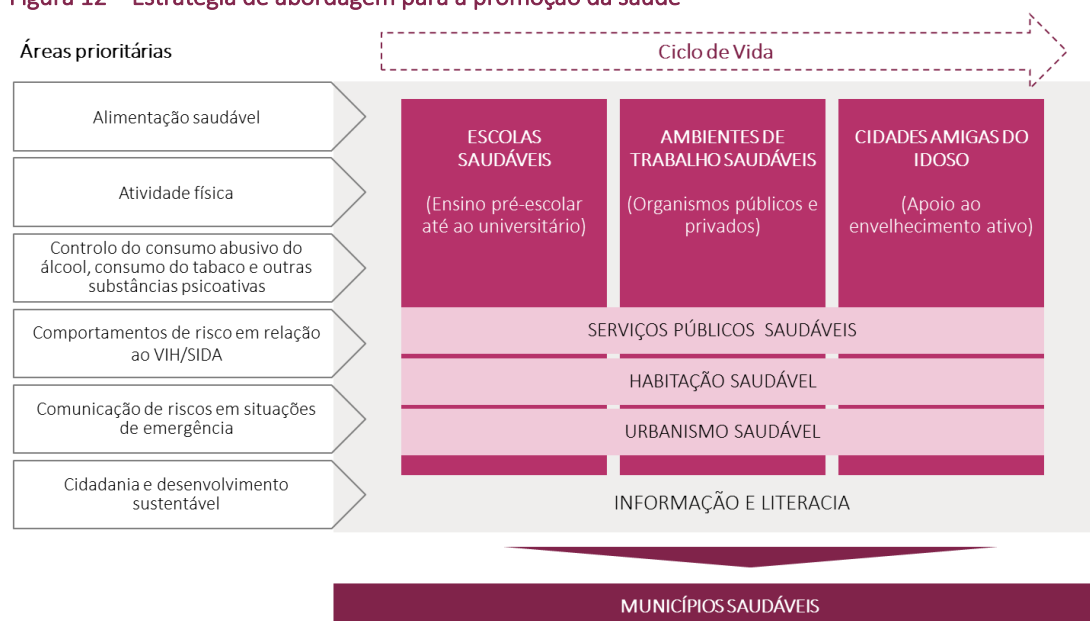 Figura 12 – Estratégia de abordagem para a promoção da saúde
Áreas prioritárias
Ciclo de Vida
Alimentação saudável
Atividade física
Controlo do consumo abusivo do
álcool, consumo do tabaco e outras
substâncias psicoativas
Comportamentos de risco em relação
ao VIH/SIDA
Comunicação de riscos em situações
de emergência
Cidadania e desenvolvimento
sustentável
ESCOLAS
SAUDÁVEIS
(Ensino pré-escolar
até ao universitário)
AMBIENTES DE
TRABALHO SAUDÁVEIS
(Organismos públicos e
privados)
CIDADES AMIGAS DO
IDOSO
(Apoio ao
envelhecimento ativo)
SERVIÇOS PÚBLICOS SAUDÁVEIS
HABITAÇÃO SAUDÁVEL
URBANISMO SAUDÁVEL
INFORMAÇÃO E LITERACIA
MUNICÍPIOS SAUDÁVEIS